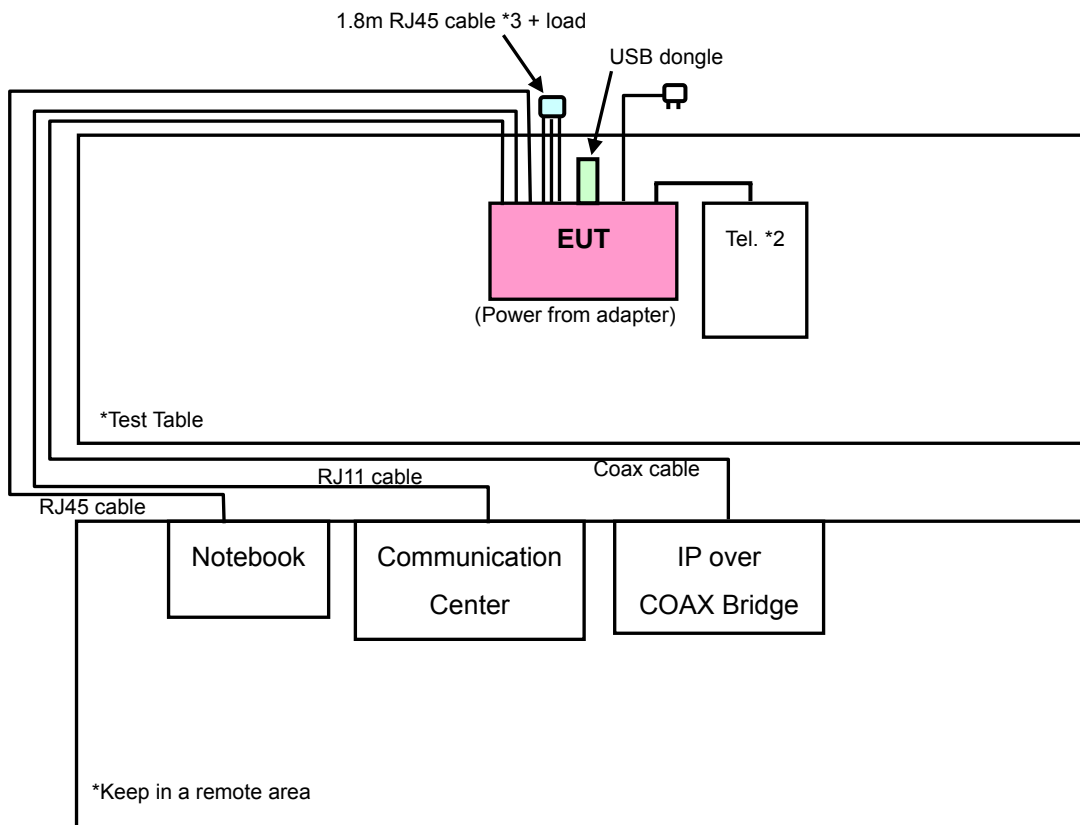 1.8m RJ45 cable *3 + load
USB dongle
EUT
Tel. *2
(Power from adapter)
*Test Table
Coax cable
RJ11 cable
RJ45 cable
Notebook
Communication
Center
IP over
COAX Bridge
*Keep in a remote area